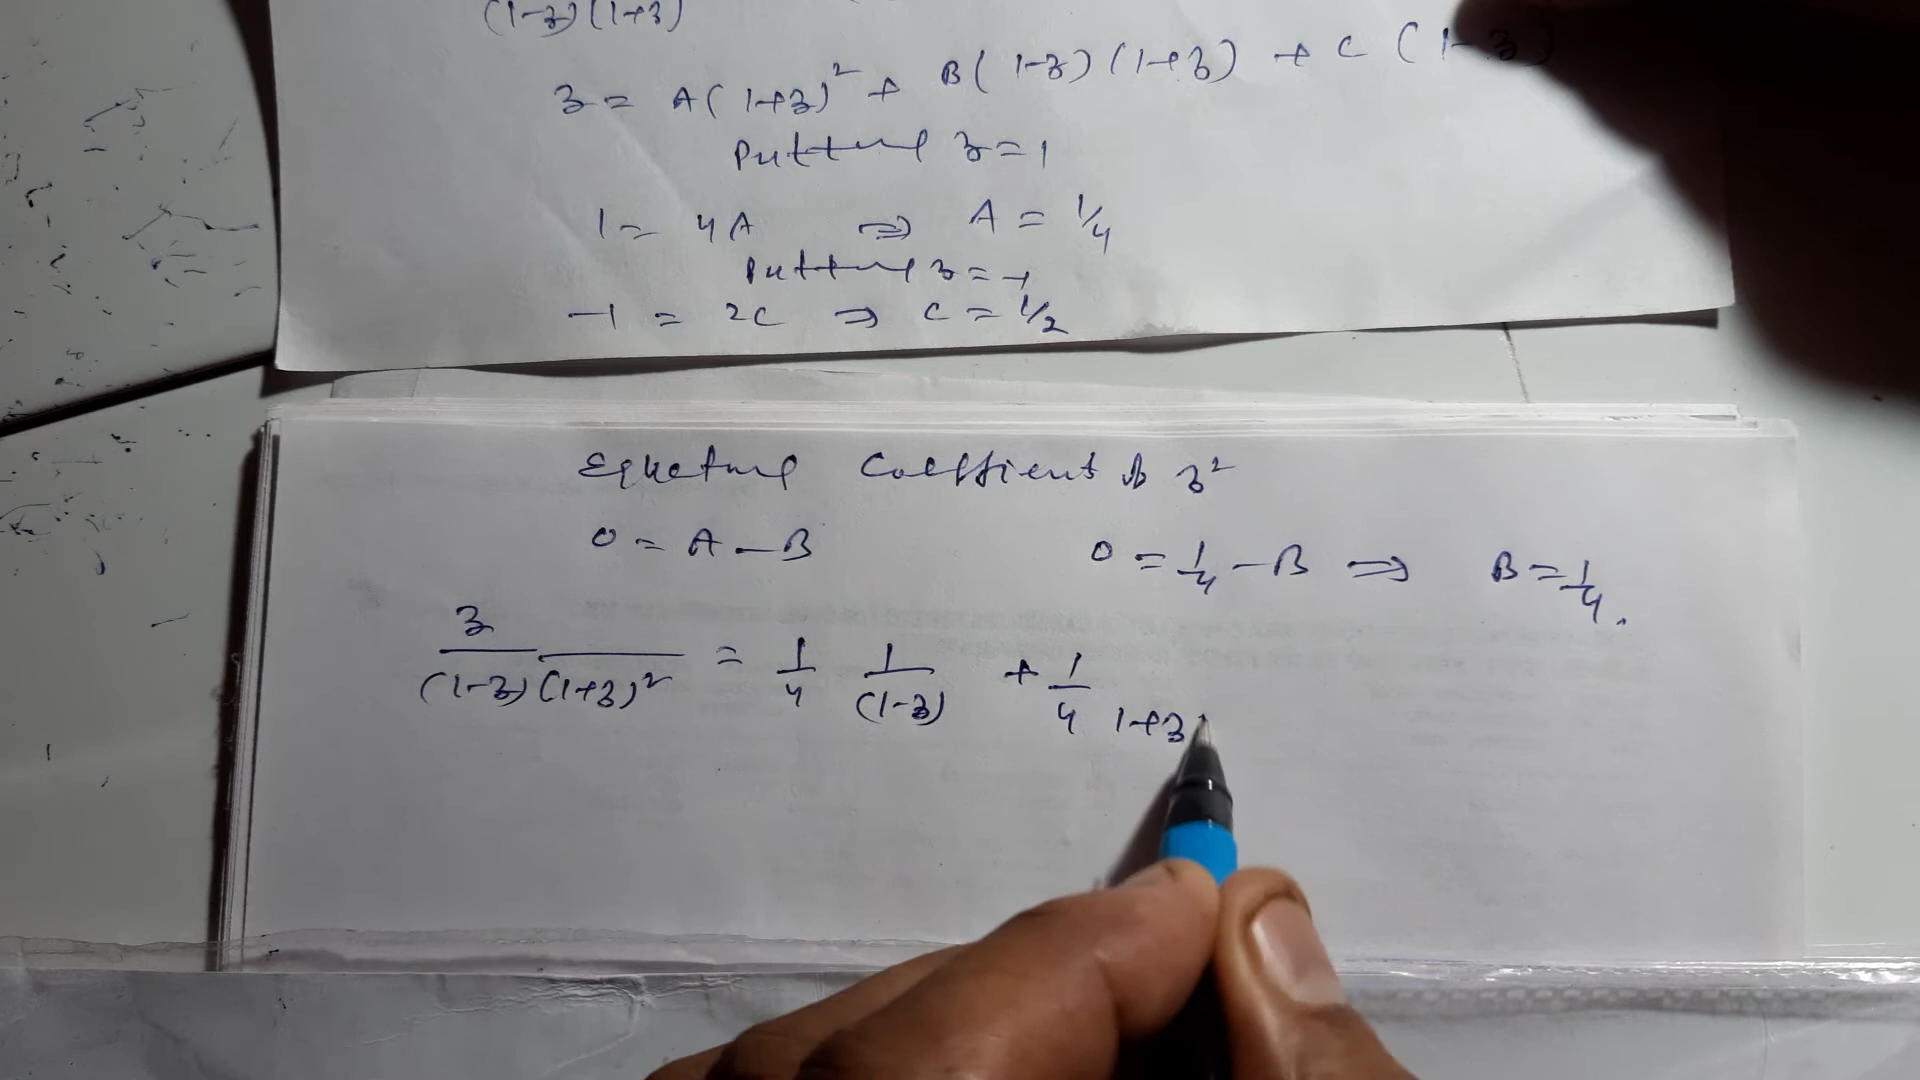 (1-z)(1+z)
z = A(1+z)² + B(1-z)(1+z) + C(1-z)
Putting z=1
1 = 4A ⇒ A = 1/4
Putting z = -1
-1 = 2C ⇒ C = 1/2
Equating Coefficient of z²
0 = A - B 0 = 1/4 - B ⇒ B = 1/4.
z/(1-z)(1+z)² = 1/4 1/(1-z) + 1/4 1+z